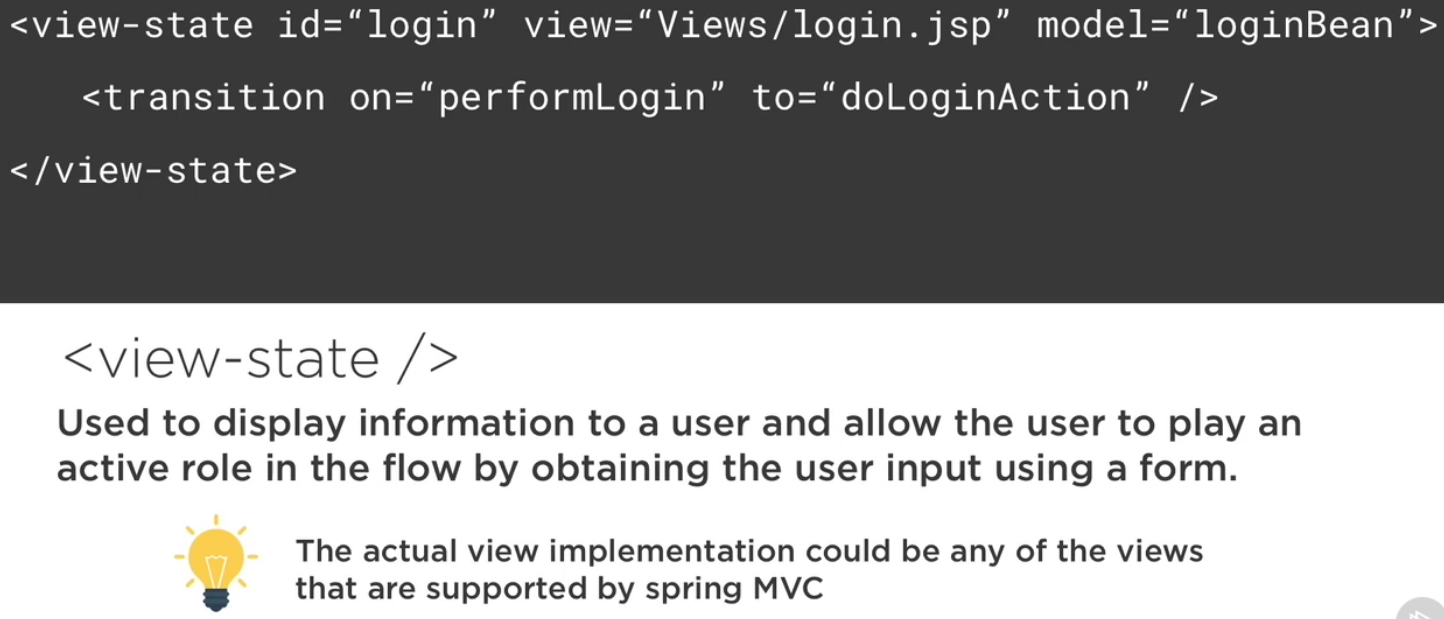 <view-state id=“login” view=“Views/login.jsp” model=“loginBean”>
<transition on=“performLogin” to=“doLoginAction” />
</view-state>
<view-state />
Used to display information to a user and allow the user to play an
active role in the flow by obtaining the user input using a form.
The actual view implementation could be any of the views
that are supported by spring MVC